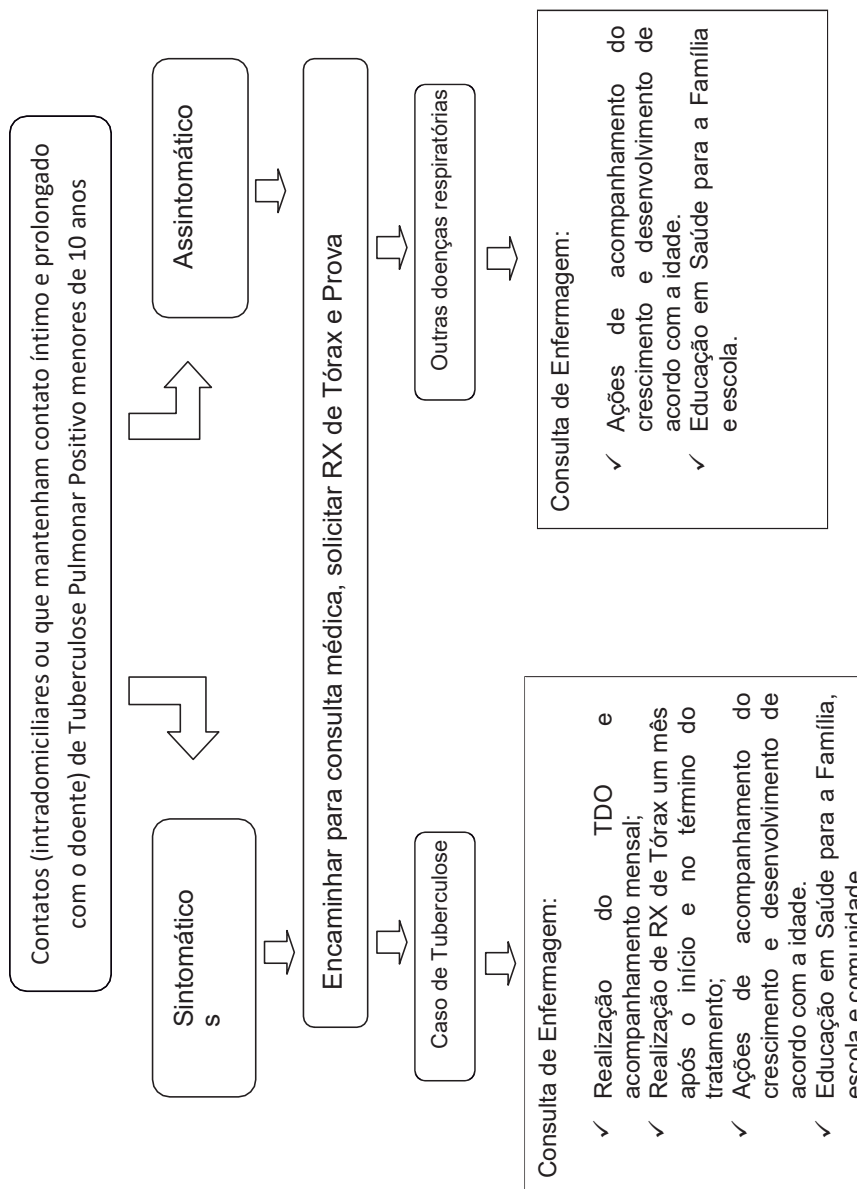 Contatos (intradomiciliares ou que mantenham contato íntimo e prolongado
com o doente) de Tuberculose Pulmonar Positivo menores de 10 anos
Sintomático
s
Assintomático
Encaminhar para consulta médica, solicitar RX de Tórax e Prova
Caso de Tuberculose
Outras doenças respiratórias
Consulta de Enfermagem:
✓ Realização do TDO e
acompanhamento mensal;
✓ Realização de RX de Tórax um mês
após o início e no término do
tratamento;
✓ Ações de acompanhamento do
crescimento e desenvolvimento de
acordo com a idade.
✓ Educação em Saúde para a Família,
escola e comunidade
Consulta de Enfermagem:
✓ Ações de acompanhamento do
crescimento e desenvolvimento de
acordo com a idade.
✓ Educação em Saúde para a Família
e escola.